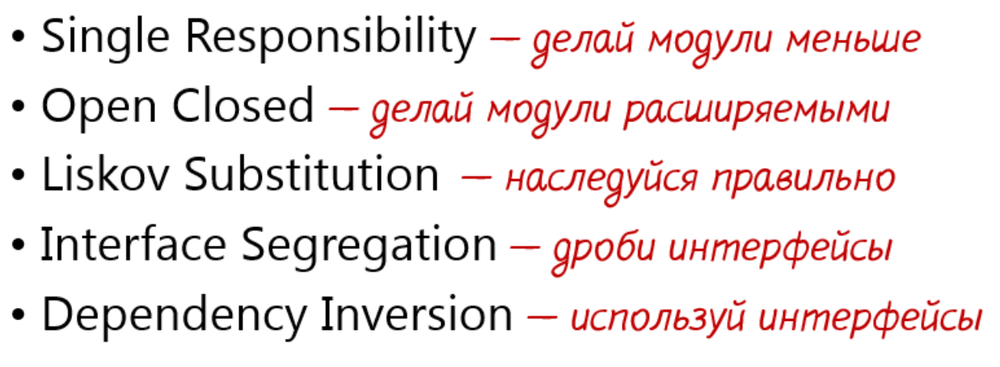 • Single Responsibility — делай модули меньше
• Open Closed — делай модули расширяемыми
• Liskov Substitution — наследуйся правильно
• Interface Segregation — дроби интерфейсы
• Dependency Inversion — используй интерфейсы